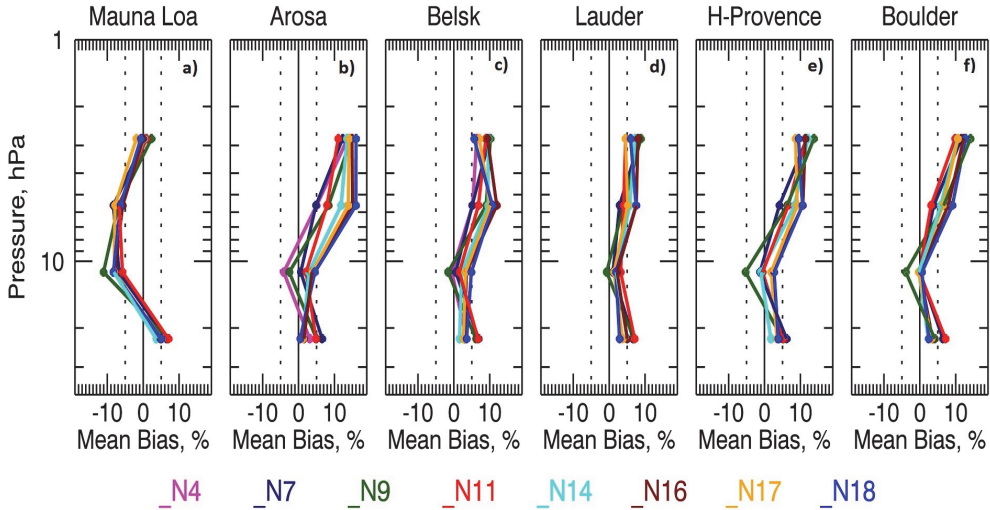 Mauna Loa Arosa Belsk Lauder H-Provence Boulder
1
a) b) c) d) e) f)
Pressure, hPa
10
-10 0 10 -10 0 10 -10 0 10 -10 0 10 -10 0 10 -10 0 10
Mean Bias, % Mean Bias, % Mean Bias, % Mean Bias, % Mean Bias, % Mean Bias, %
_N4 _N7 _N9 _N11 _N14 _N16 _N17 _N18